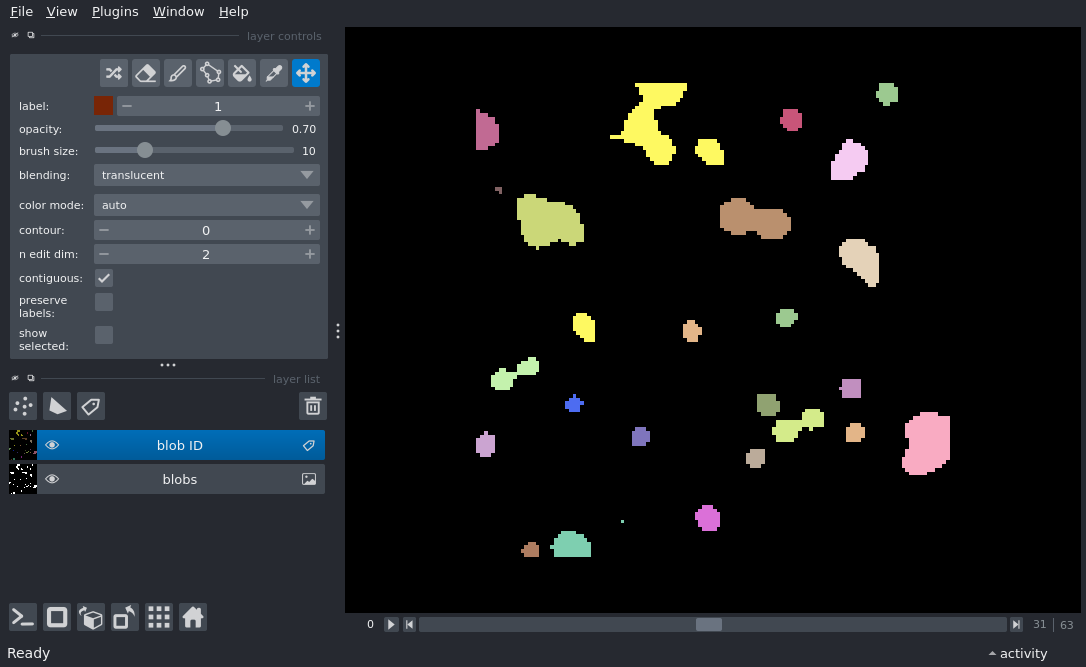 File View Plugins Window Help
layer controls
label: 1
opacity: 0.70
brush size: 10
blending: translucent
color mode: auto
contour: 0
n edit dim: 2
contiguous:
preserve
labels:
show
selected:
layer list
blob ID
blobs
0 31 | 63
Ready activity